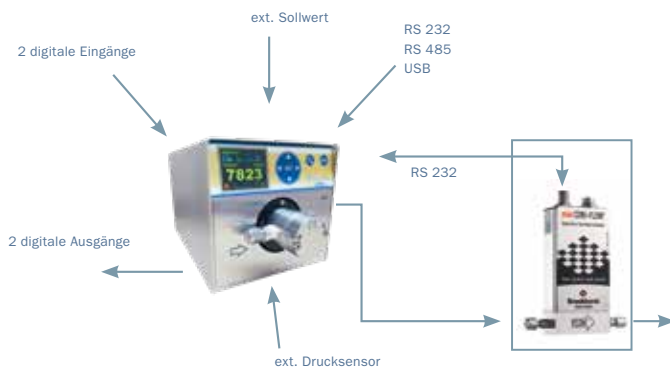 ext. Sollwert
RS 232
RS 485
USB
2 digitale Eingänge
7823
RS 232
2 digitale Ausgänge
ext. Drucksensor